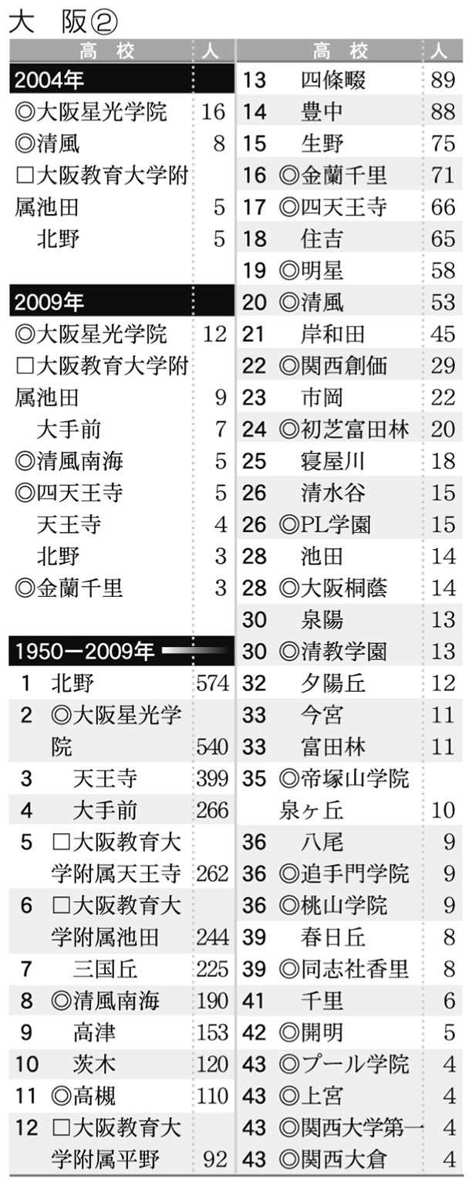 大 阪②
高 校 人
2004年
◎大阪星光学院 16
◎清風 8
□大阪教育大学附
属池田 5
北野 5
2009年
◎大阪星光学院 12
□大阪教育大学附
属池田 9
大手前 7
◎清風南海 5
◎四天王寺 5
天王寺 4
北野 3
◎金蘭千里 3
1950ー2009年
1 北野 574
2 ◎大阪星光学
院 540
3 天王寺 399
4 大手前 266
5 □大阪教育大
学附属天王寺 262
6 □大阪教育大
学附属池田 244
7 三国丘 225
8 ◎清風南海 190
9 高津 153
10 茨木 120
11 ◎高槻 110
12 □大阪教育大
学附属平野 92
高 校 人
13 四條畷 89
14 豊中 88
15 生野 75
16 ◎金蘭千里 71
17 ◎四天王寺 66
18 住吉 65
19 ◎明星 58
20 ◎清風 53
21 岸和田 45
22 ◎関西創価 29
23 市岡 22
24 ◎初芝富田林 20
25 寝屋川 18
26 清水谷 15
26 ◎PL学園 15
28 池田 14
28 ◎大阪桐蔭 14
30 泉陽 13
30 ◎清教学園 13
32 夕陽丘 12
33 今宮 11
33 富田林 11
35 ◎帝塚山学院
泉ヶ丘 10
36 八尾 9
36 ◎追手門学院 9
36 ◎桃山学院 9
39 春日丘 8
39 ◎同志社香里 8
41 千里 6
42 ◎開明 5
43 ◎プール学院 4
43 ◎上宮 4
43 ◎関西大学第一 4
43 ◎関西大倉 4